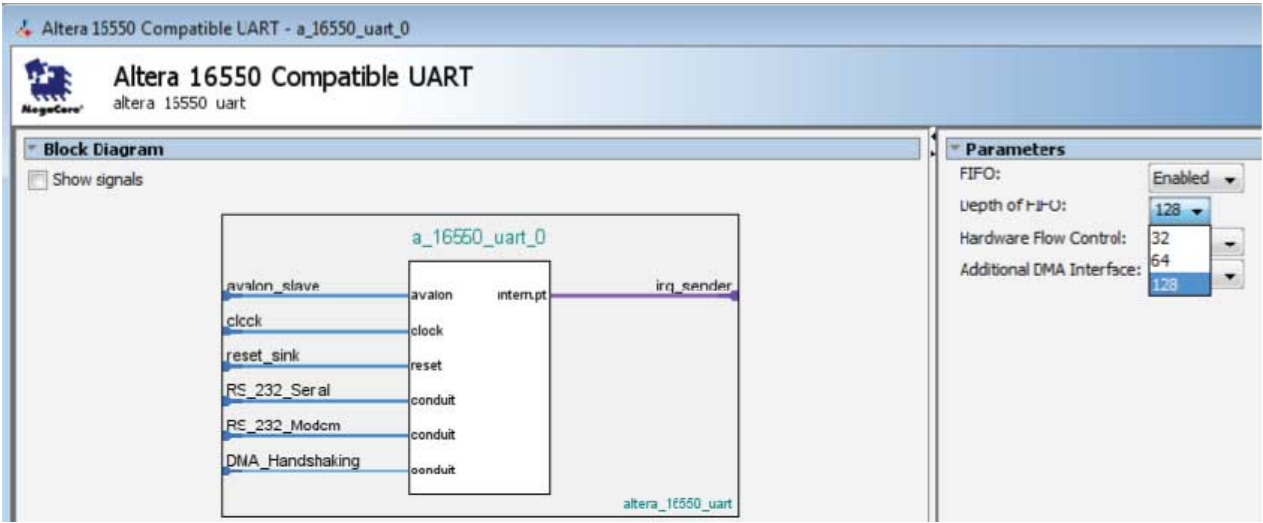 Altera 16550 Compatible UART - a_16550_uart_0
Altera 16550 Compatible UART
altera 16550 uart
MegaCore®
Block Diagram
Show signals
a_16550_uart_0
avalon_slave
avalon
interrupt
irq_sender
clock
clock
reset_sink
reset
RS_232_Serial
conduit
RS_232_Modem
conduit
DMA_Handshaking
conduit
altera_16550_uart
Parameters
FIFO: Enabled
Depth of FIFO: 128
Hardware Flow Control:
32
64
Additional DMA Interface:
128